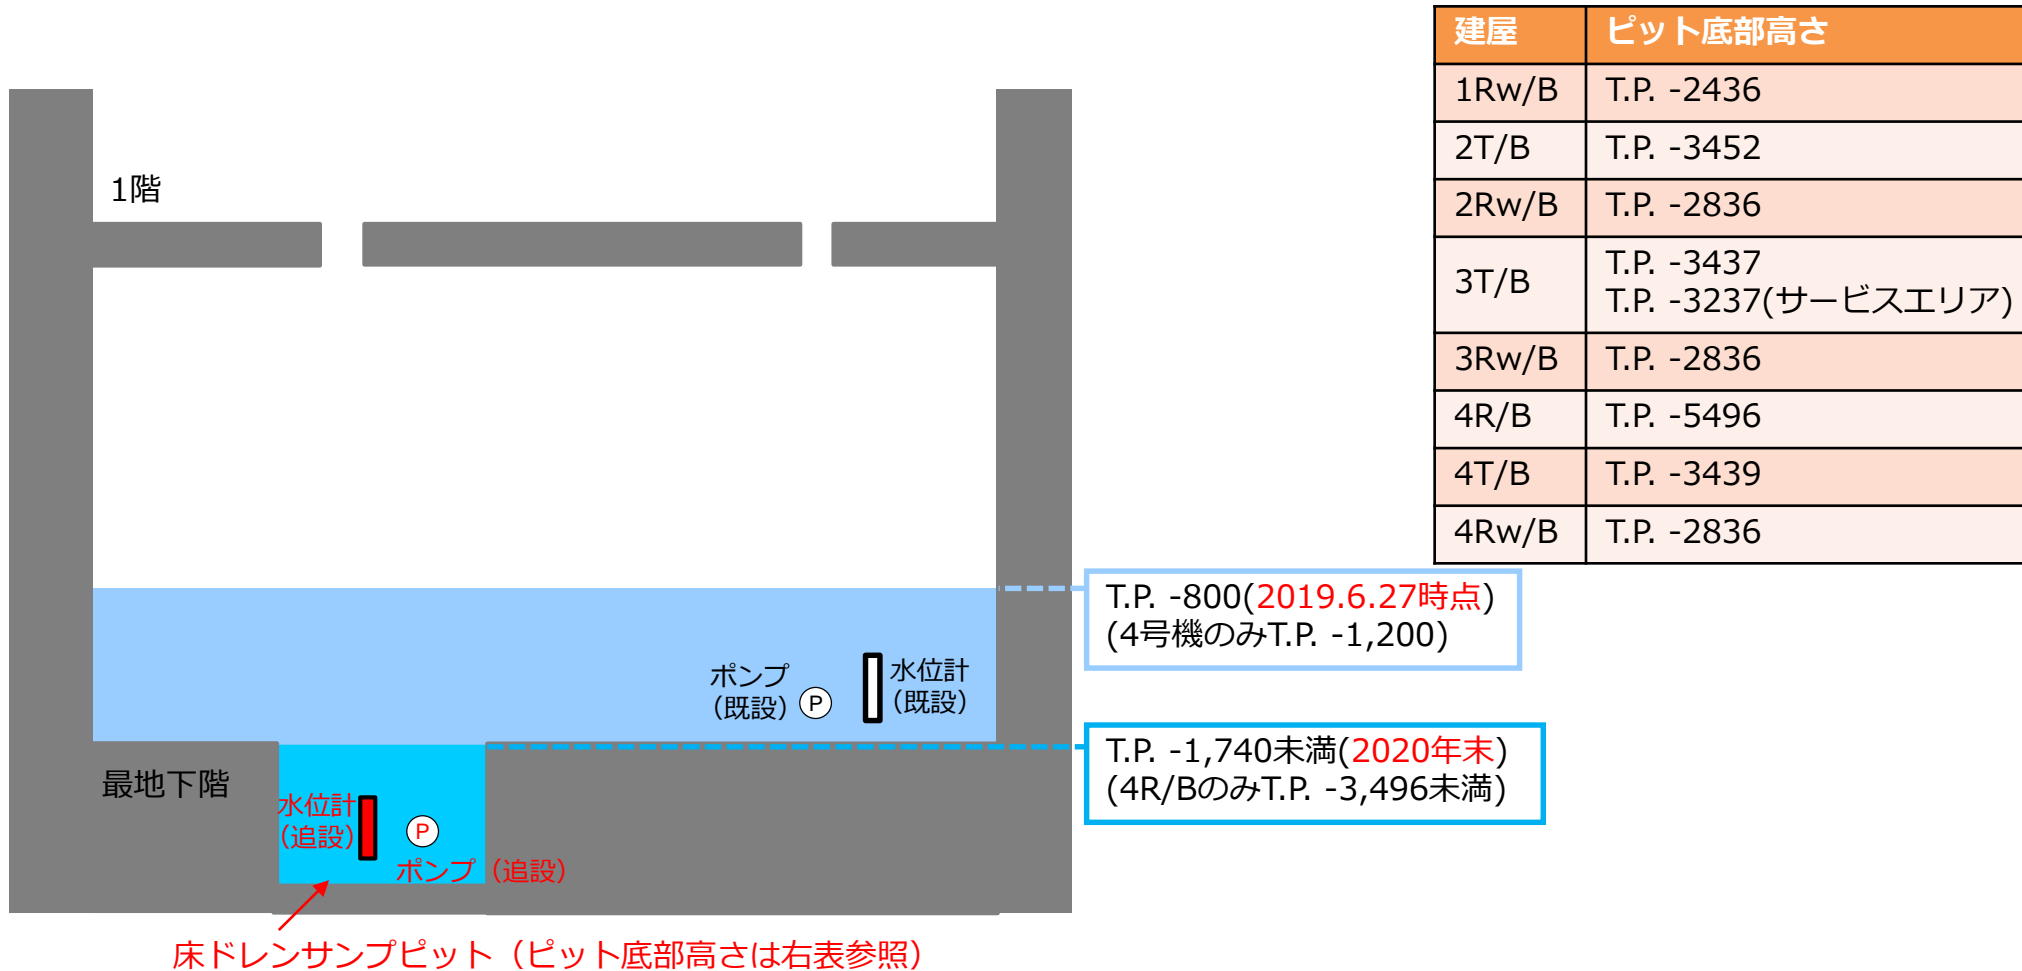 建屋 ピット底部高さ
1Rw/B T.P. -2436
2T/B T.P. -3452
2Rw/B T.P. -2836
3T/B T.P. -3437
T.P. -3237(サービスエリア)
3Rw/B T.P. -2836
4R/B T.P. -5496
4T/B T.P. -3439
4Rw/B T.P. -2836
1階
T.P. -800(2019.6.27時点)
(4号機のみT.P. -1,200)
ポンプ
(既設)
P
水位計
(既設)
T.P. -1,740未満(2020年末)
(4R/BのみT.P. -3,496未満)
最地下階
水位計
(追設)
P
ポンプ(追設)
床ドレンサンプピット(ピット底部高さは右表参照)